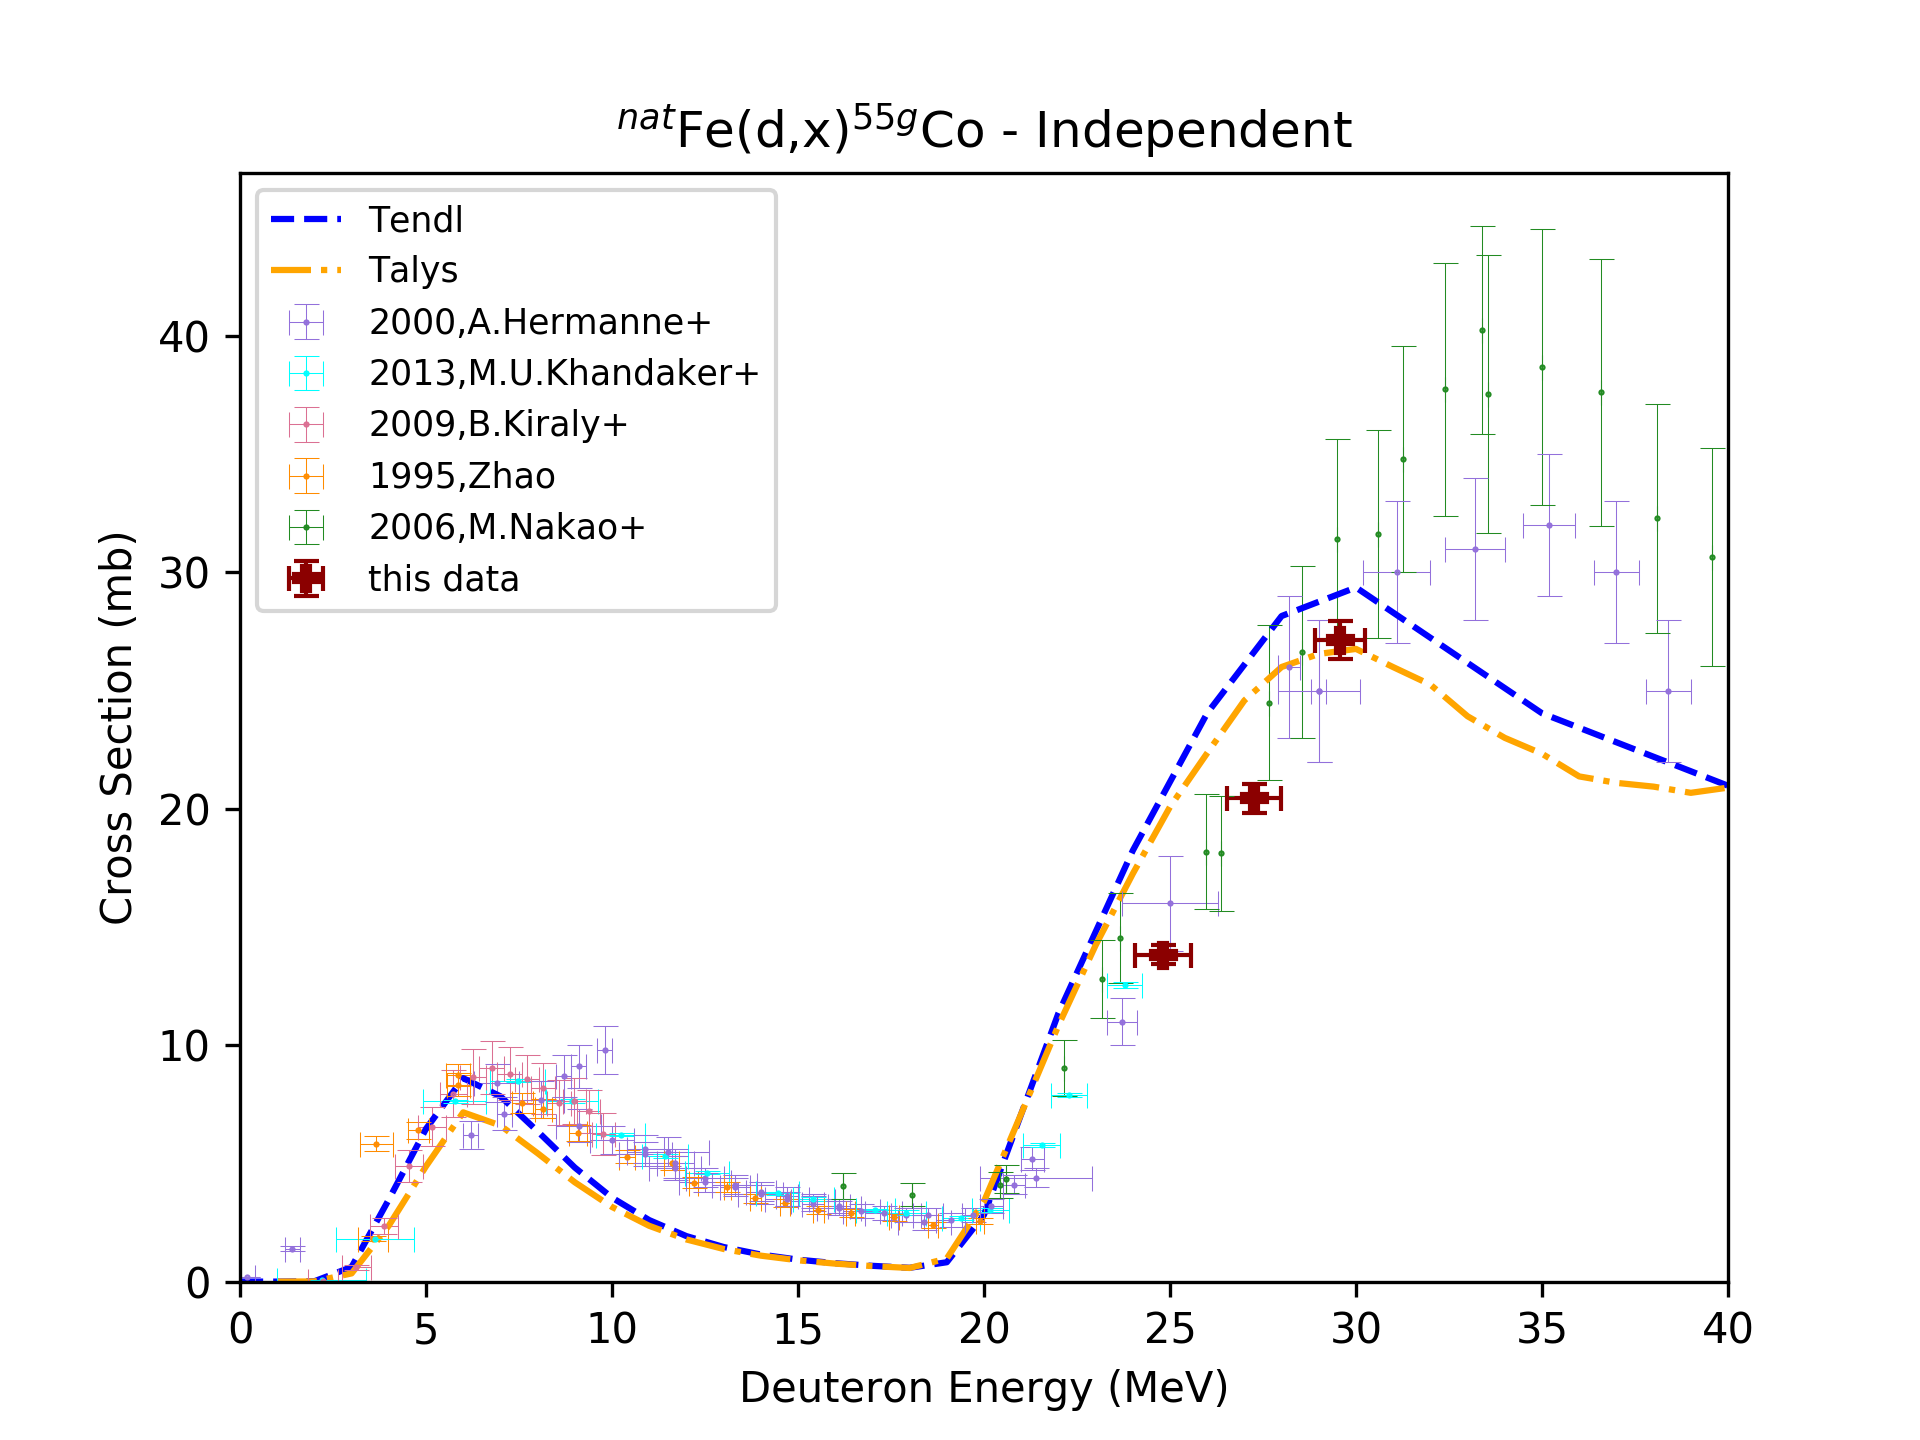 natFe(d,x)55gCo - Independent
Tendl
Talys
2000,A.Hermanne+
2013,M.U.Khandaker+
2009,B.Kiraly+
1995,Zhao
2006,M.Nakao+
this data
Cross Section (mb)
40
30
20
10
0
0 5 10 15 20 25 30 35 40
Deuteron Energy (MeV)